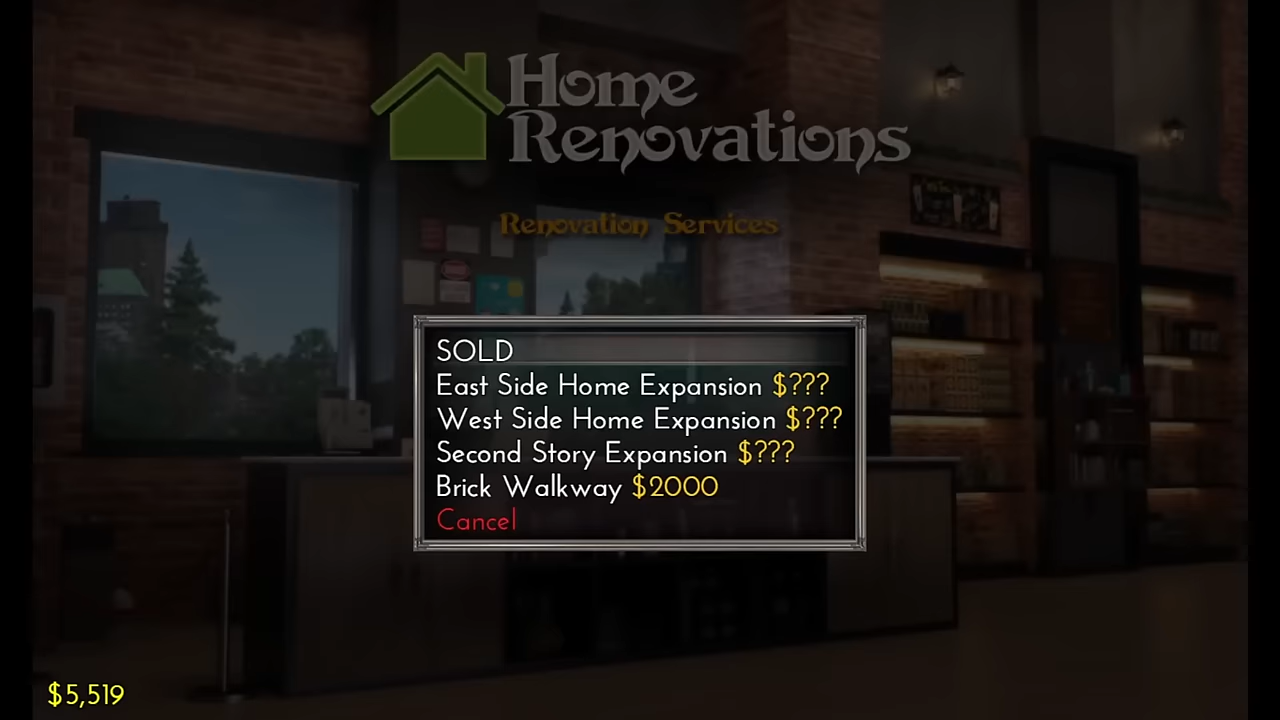 Home
Renovations
Renovation Services
SOLD
East Side Home Expansion $???
West Side Home Expansion $???
Second Story Expansion $???
Brick Walkway $2000
Cancel
$5,519